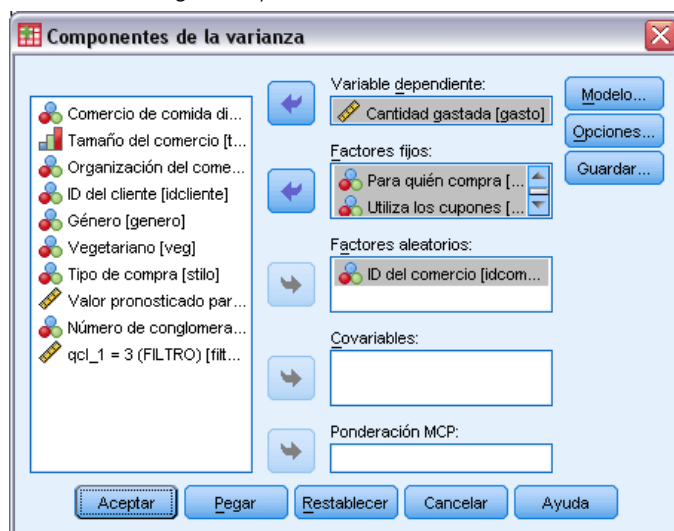 Componentes de la varianza
Comercio de comida di...
Tamaño del comercio [t...
Organización del come...
ID del cliente [idcliente]
Género [genero]
Vegetariano [veg]
Tipo de compra [stilo]
Valor pronosticado par...
Número de conglomera...
qcl_1 = 3 (FILTRO) [filt...
Variable dependiente:
Cantidad gastada [gasto]
Factores fijos:
Para quién compra [...
Utiliza los cupones [...
Factores aleatorios:
ID del comercio [idcom...
Covariables:
Ponderación MCP:
Modelo...
Opciones...
Guardar...
Aceptar
Pegar
Restablecer
Cancelar
Ayuda